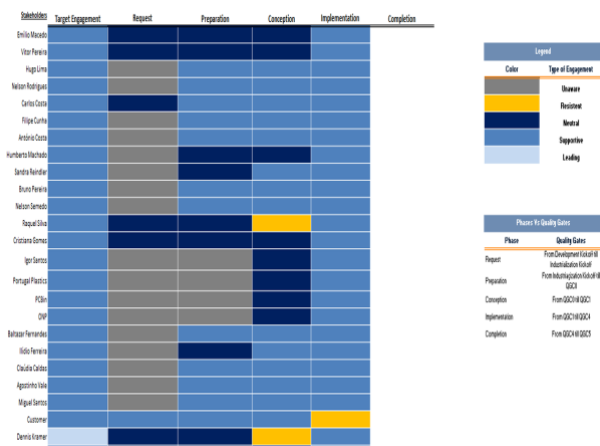 Stakeholders Target Engagement Request Preparation Conception Implementation Completion
Emílio Macedo
Vitor Pereira
Hugo Lima
Nelson Rodrigues
Carlos Costa
Filipe Cunha
António Costa
Humberto Machado
Sandra Reindler
Bruno Pereira
Nelson Semedo
Raquel Silva
Cristiana Gomes
Igor Santos
Portugal Plastics
PCBin
DNP
Baltazar Fernandes
Ilídio Ferreira
Cláudia Caldas
Agostinho Vale
Miguel Santos
Customer
Dennis Kramer
Legend
Color Type of Engagement
Unaware
Resistent
Neutral
Supportive
Leading
Phases Vs Quality Gates
Phase Quality Gates
Request From Development Kickoff till
Industrialization Kickoff
Preparation From Industrialization Kickoff till
QGC0
Conception From QGC0 till QGC1
Implementation From QGC1 till QGC4
Completion From QGC4 till QGC5